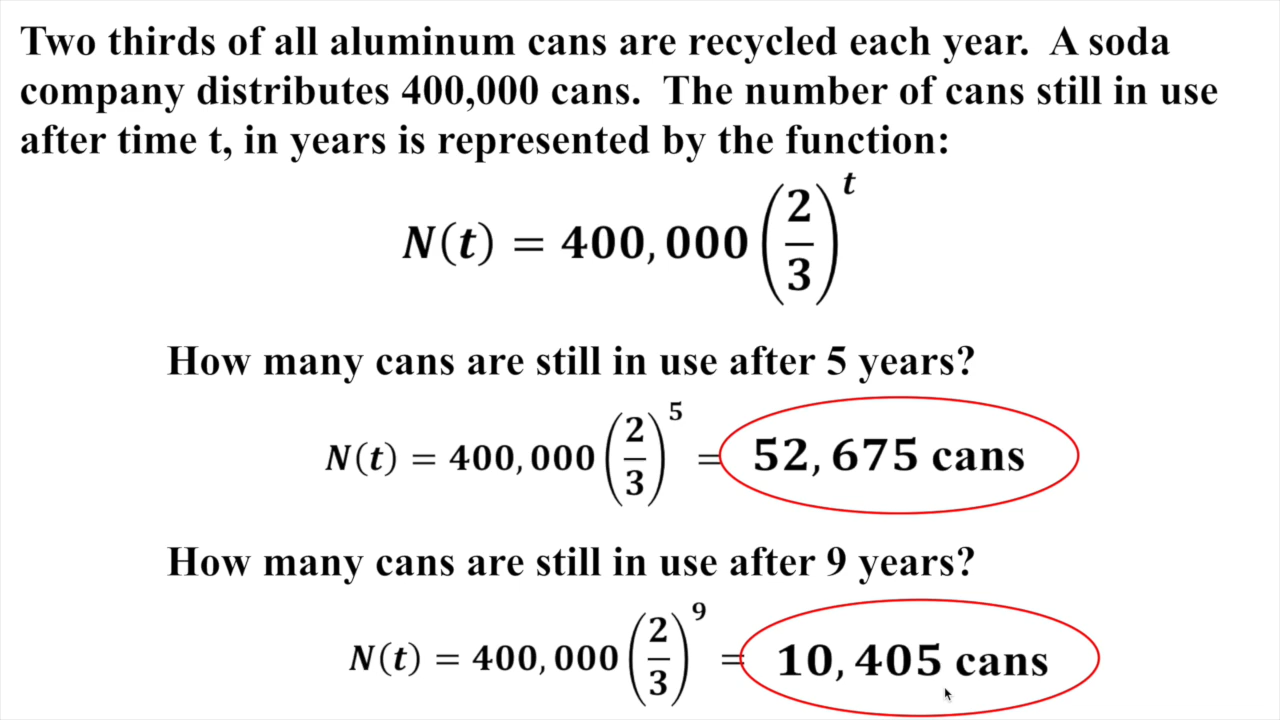 Two thirds of all aluminum cans are recycled each year. A soda
company distributes 400,000 cans. The number of cans still in use
after time t, in years is represented by the function:
N(t) = 400,000 (2/3)^t
How many cans are still in use after 5 years?
N(t) = 400,000 (2/3)^5 = 52,675 cans
How many cans are still in use after 9 years?
N(t) = 400,000 (2/3)^9 = 10,405 cans